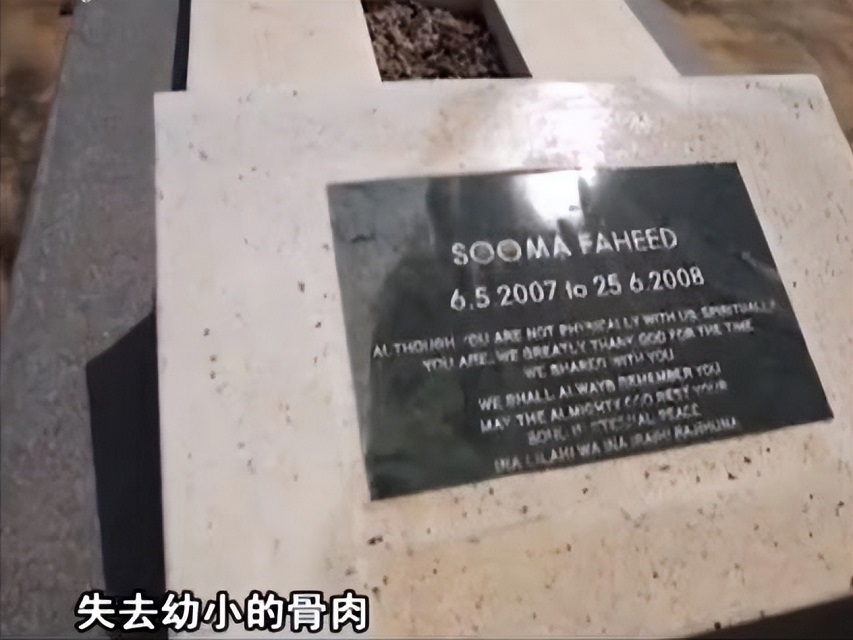 SOOMA FAHEED
6.5.2007 to 25 6.2008
ALTHOUGH YOU ARE NOT PHYSICALLY WITH US SPIRITUALLY
YOU ARE. WE GREATLY THANK GOD FOR THE TIME
WE SHARED WITH YOU
WE SHALL ALWAYS REMEMBER YOU
MAY THE ALMIGHTY GOD REST YOUR
SOUL IN ETERNAL PEACE
INA LILAHI WA INA ILAIHI RAJIHUNA
失去幼小的骨肉